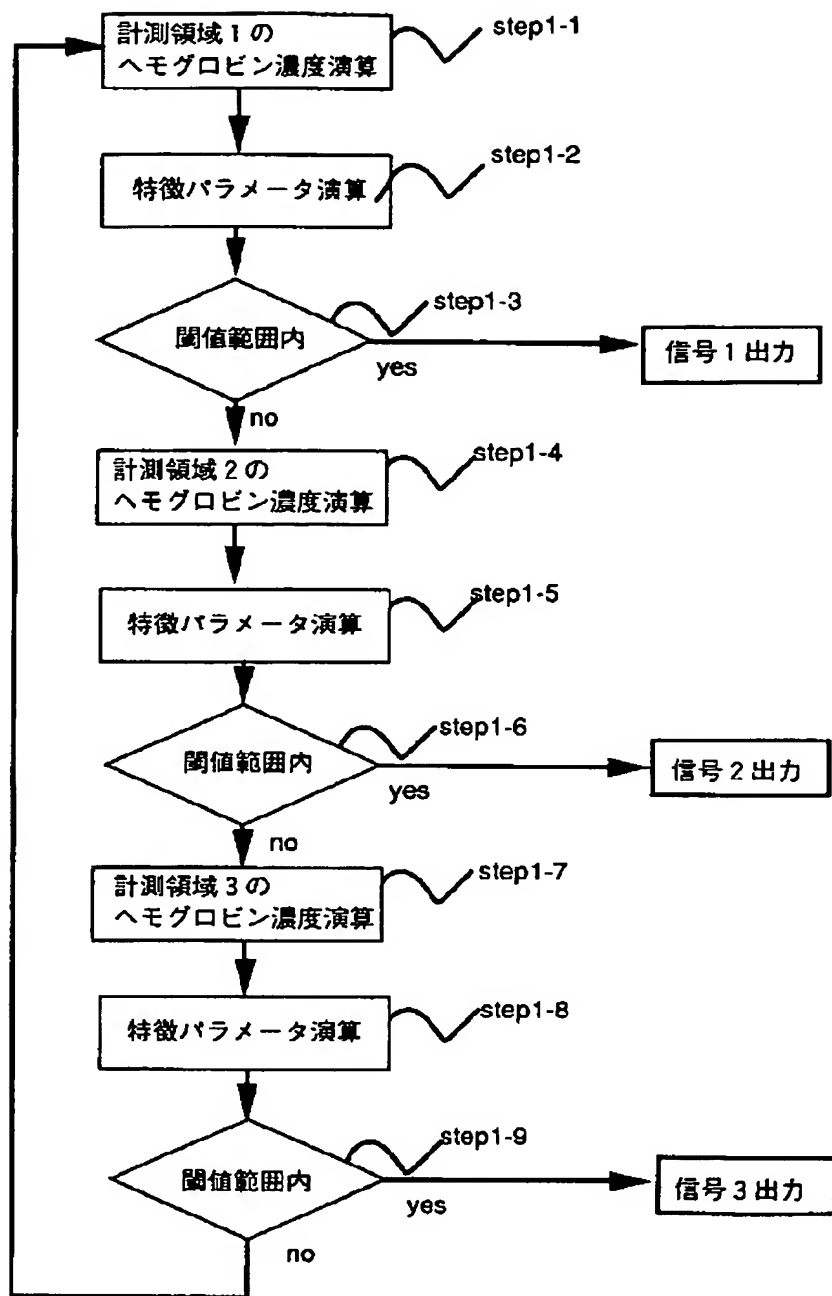 計測領域1の
ヘモグロビン濃度演算
step1-1
特徴パラメータ演算
step1-2
閾値範囲内
step1-3
yes
信号1出力
no
計測領域2の
ヘモグロビン濃度演算
step1-4
特徴パラメータ演算
step1-5
閾値範囲内
step1-6
yes
信号2出力
no
計測領域3の
ヘモグロビン濃度演算
step1-7
特徴パラメータ演算
step1-8
閾値範囲内
step1-9
yes
信号3出力
no